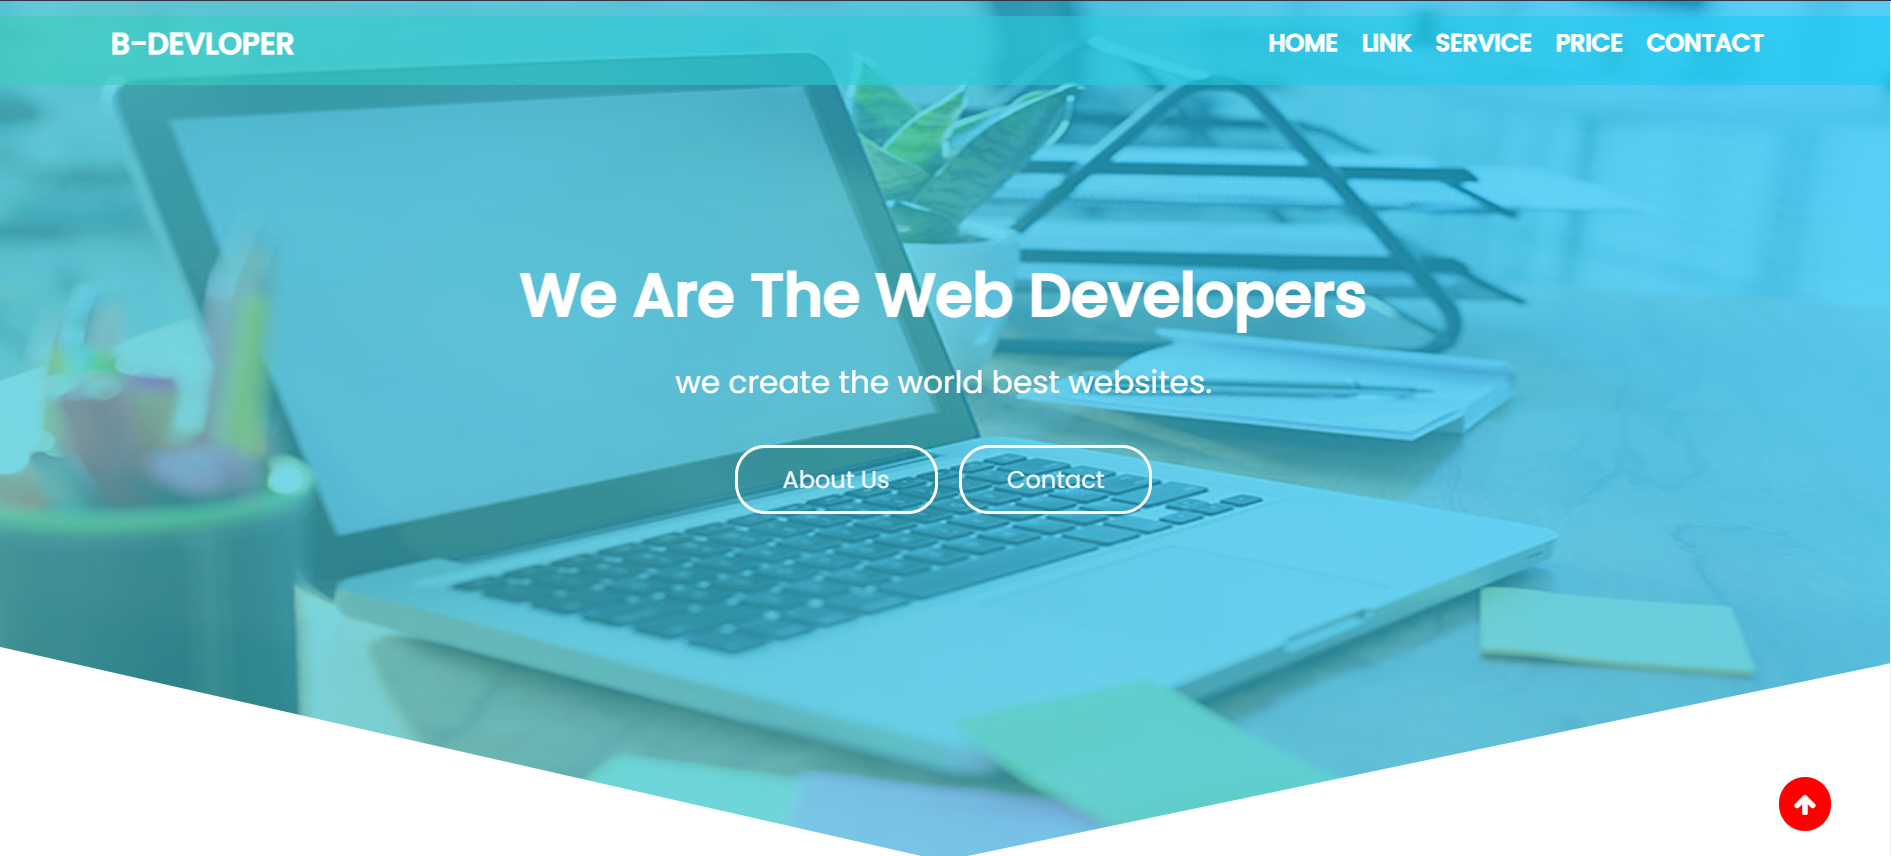 B-DEVLOPER
HOME LINK SERVICE PRICE CONTACT
We Are The Web Developers
we create the world best websites.
About Us
Contact